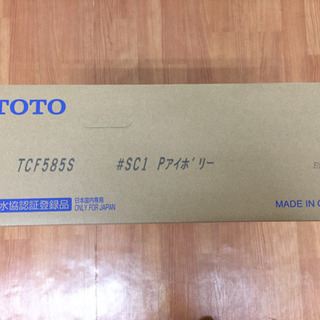 TOTO
TCF585S #SC1 Pアイボリー
水協認証登録品
日本国内専用
ONLY FOR JAPAN
MADE IN